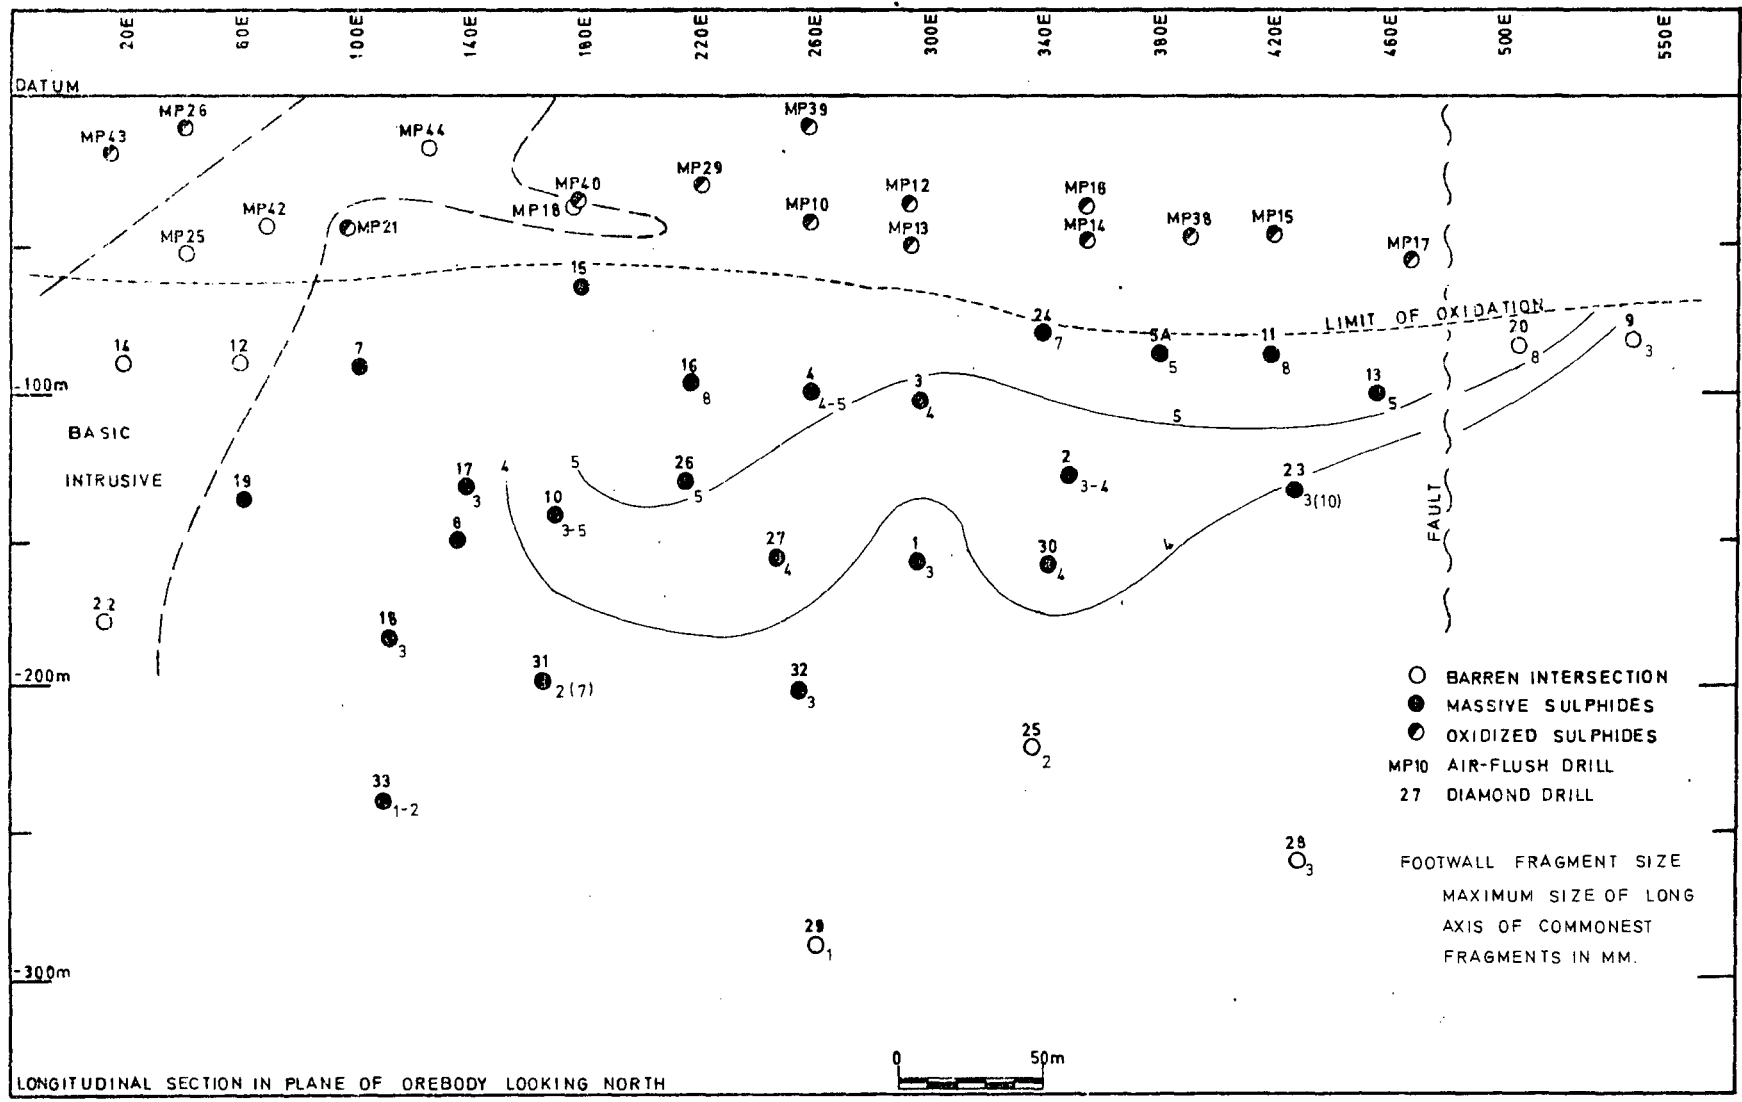 20E 60E 100E 140E 180E 220E 260E 300E 340E 380E 420E 460E 500E 550E
DATUM
MP26
MP39
MP43
MP44
MP29
MP40
MP12
MP16
MP42
MP18
MP10
MP38
MP15
MP21
MP13
MP14
MP25
MP17
15
24
7
LIMIT OF OXIDATION
20
8
9
3
14
12
7
16
8
4
4-5
3
4
5A
5
11
8
13
5
-100m
5
BASIC
INTRUSIVE
19
17
3
4
5
26
5
2
3-4
23
3(10)
10
3-5
8
27
4
1
3
30
4
4
FAULT
22
18
3
31
2(7)
32
3
-200m
BARREN INTERSECTION
MASSIVE SULPHIDES
OXIDIZED SULPHIDES
MP10 AIR-FLUSH DRILL
27 DIAMOND DRILL
25
2
33
1-2
28
3
FOOTWALL FRAGMENT SIZE
MAXIMUM SIZE OF LONG
AXIS OF COMMONEST
FRAGMENTS IN MM.
29
1
-300m
0 50m
LONGITUDINAL SECTION IN PLANE OF OREBODY LOOKING NORTH